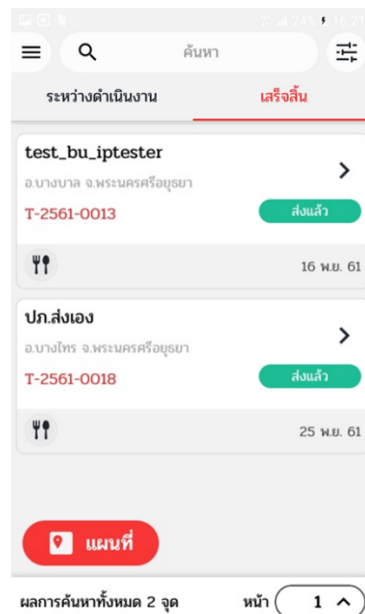 24% 16:21
ค้นหา
ระหว่างดำเนินงาน เสร็จสิ้น
test_bu_iptester
อ.บางบาล จ.พระนครศรีอยุธยา
T-2561-0013 ส่งแล้ว
16 พ.ย. 61
ปภ.ส่งเอง
อ.บางไทร จ.พระนครศรีอยุธยา
T-2561-0018 ส่งแล้ว
25 พ.ย. 61
แผนที่
ผลการค้นหาทั้งหมด 2 จุด หน้า 1